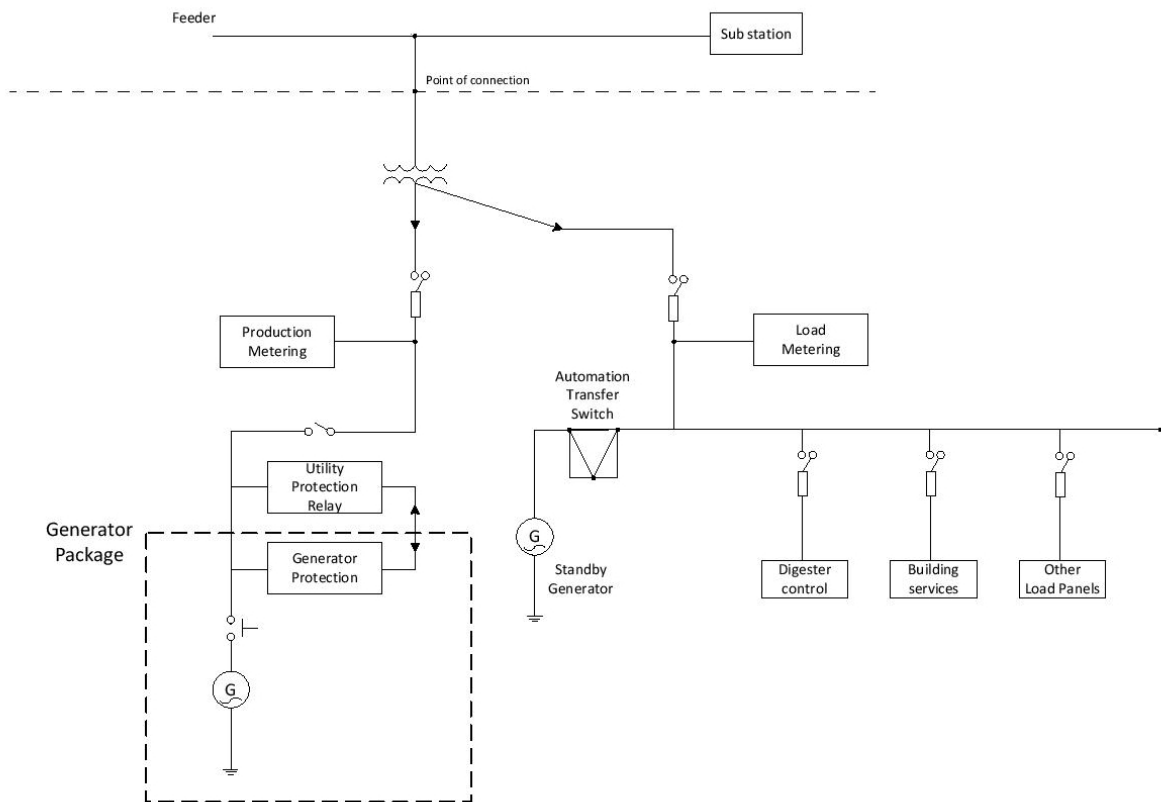 Feeder
Sub station
Point of connection
Production
Metering
Load
Metering
Automation
Transfer
Switch
Utility
Protection
Relay
Generator
Package
Generator
Protection
G
Standby
Generator
Digester
control
Building
services
Other
Load Panels
G